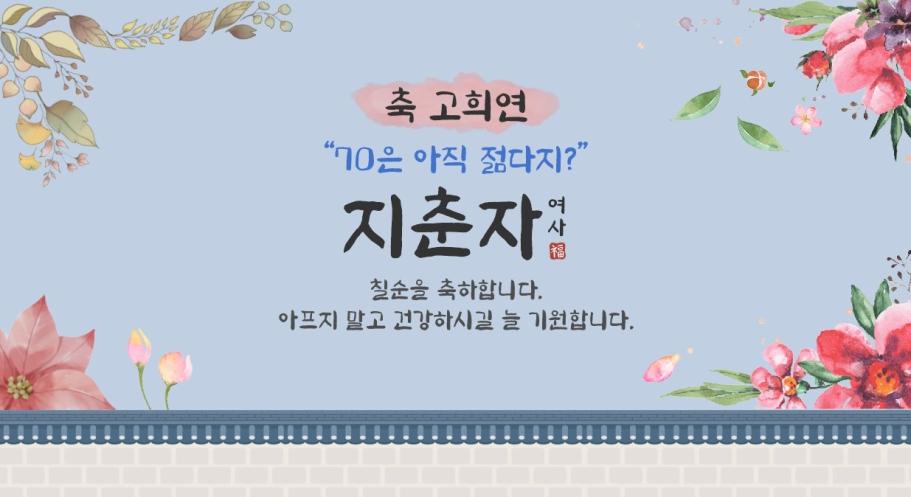 축 고희연
“70은 아직 젊다지?”
지춘자 여사
福
칠순을 축하합니다.
아프지 말고 건강하시길 늘 기원합니다.